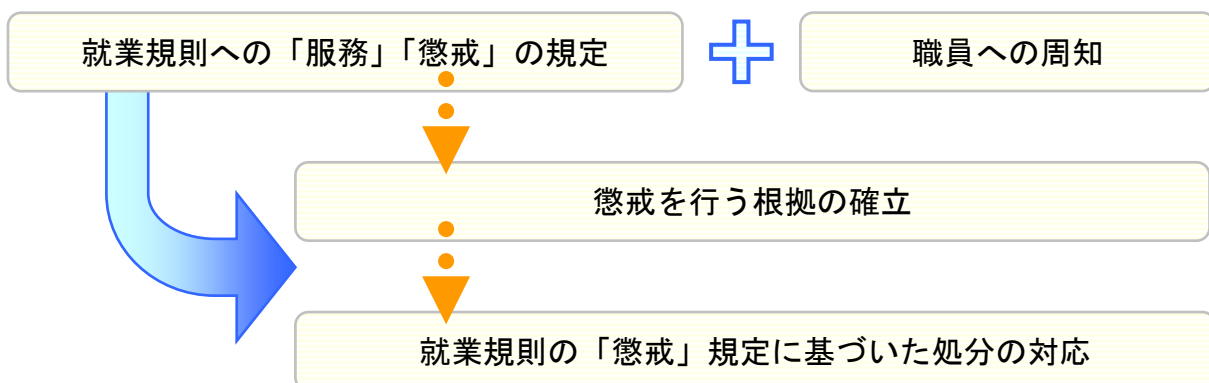 就業規則への「服務」「懲戒」の規定
職員への周知
懲戒を行う根拠の確立
就業規則の「懲戒」規定に基づいた処分の対応